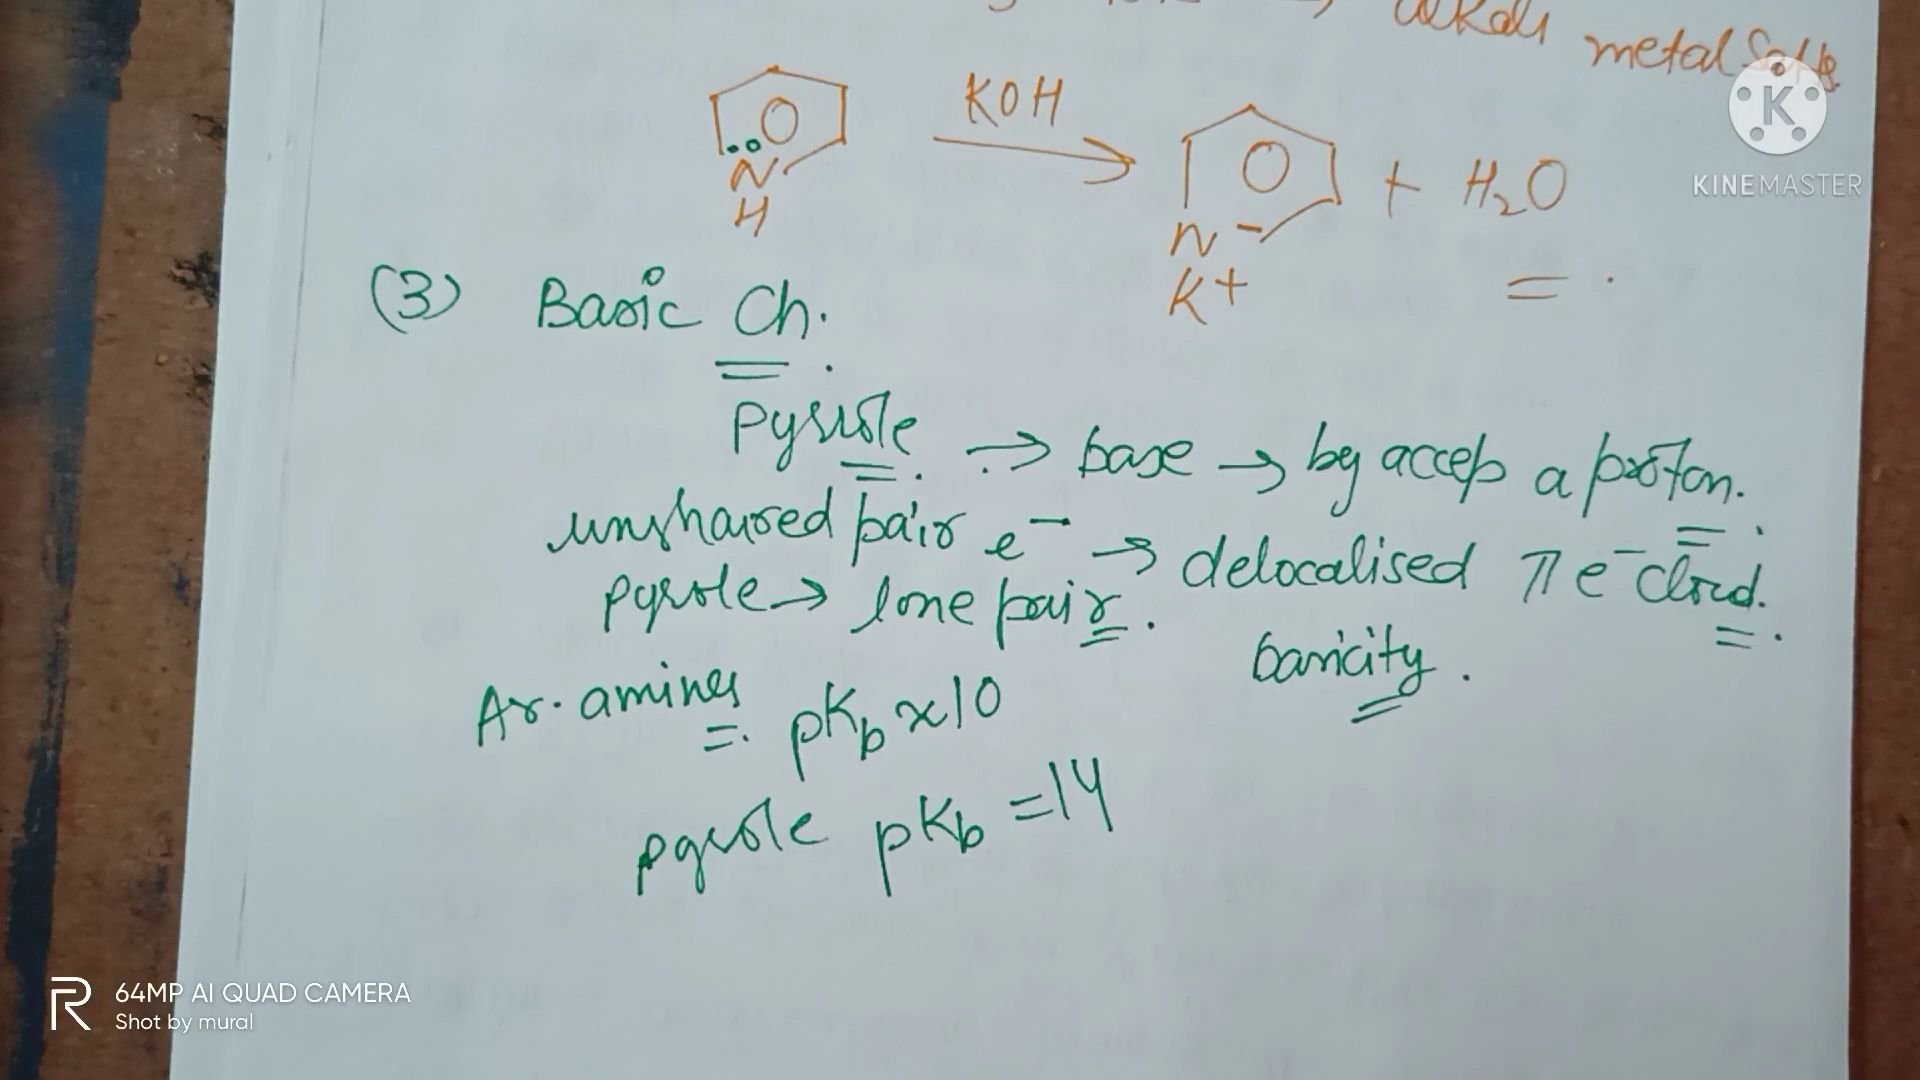 alkali metal salts
KOH
N
H
N -
K+
+ H₂O
KINEMASTER
(3) Basic Ch.
Pyrrole → base → by accep a proton.
unshared pair e⁻ → delocalised π e⁻ cloud.
pyrrole → lone pair.
basicity.
Ar. amines pKb x 10
pyrrole pKb = 14
64MP AI QUAD CAMERA
Shot by mural